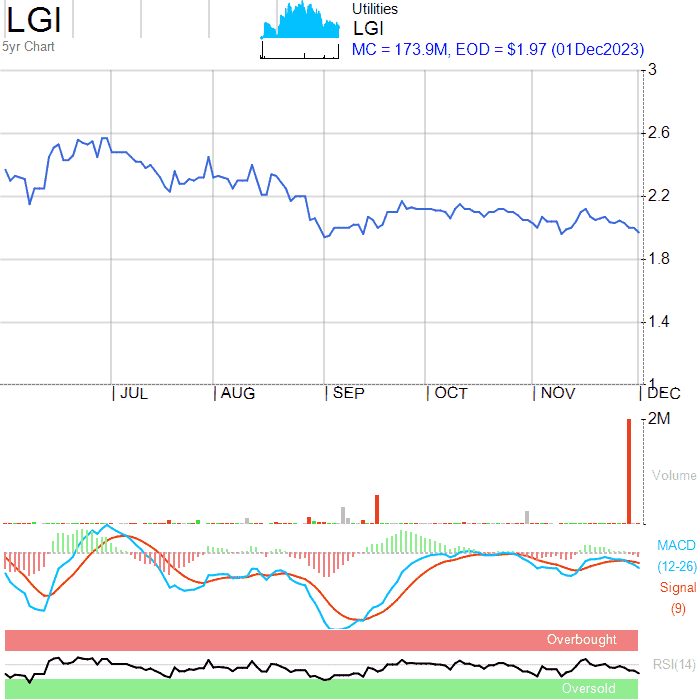 LGI
5yr Chart
Utilities
LGI
MC = 173.9M, EOD = $1.97 (01Dec2023)
3
2.6
2.2
1.8
1.4
1
JUL AUG SEP OCT NOV DEC
2M
Volume
MACD
(12-26)
Signal
(9)
Overbought
RSI(14)
Oversold